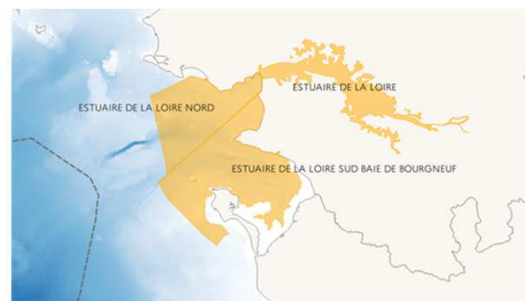 ESTUAIRE DE LA LOIRE
ESTUAIRE DE LA LOIRE NORD
ESTUAIRE DE LA LOIRE SUD BAIE DE BOURGNEUF